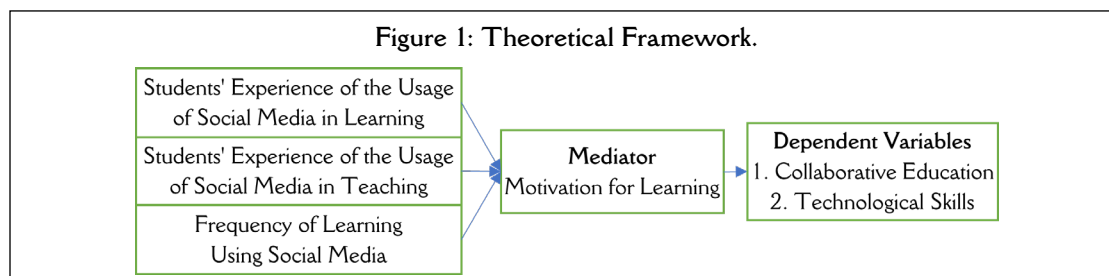 Figure 1: Theoretical Framework.
Students' Experience of the Usage
of Social Media in Learning
Students' Experience of the Usage
of Social Media in Teaching
Frequency of Learning
Using Social Media
Mediator
Motivation for Learning
Dependent Variables
1. Collaborative Education
2. Technological Skills